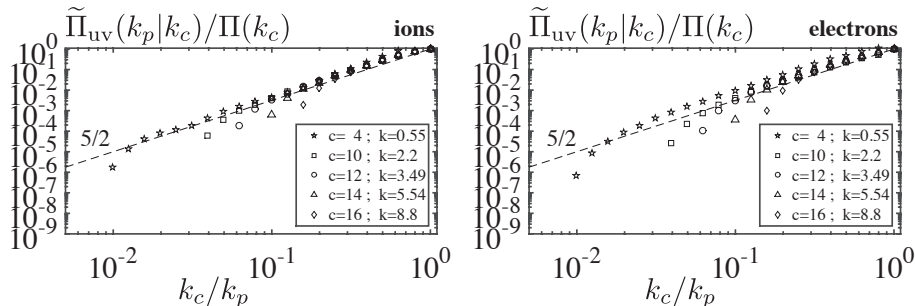 Π̃uv(kp|kc)/Π(kc) ions
10^0
10^-1
10^-2
10^-3
10^-4
10^-5
10^-6
10^-7
10^-8
10^-9
5/2
c= 4 ; k=0.55
c=10 ; k=2.2
c=12 ; k=3.49
c=14 ; k=5.54
c=16 ; k=8.8
10^-2 10^-1 10^0
kc/kp
Π̃uv(kp|kc)/Π(kc) electrons
10^0
10^-1
10^-2
10^-3
10^-4
10^-5
10^-6
10^-7
10^-8
10^-9
5/2
c= 4 ; k=0.55
c=10 ; k=2.2
c=12 ; k=3.49
c=14 ; k=5.54
c=16 ; k=8.8
10^-2 10^-1 10^0
kc/kp